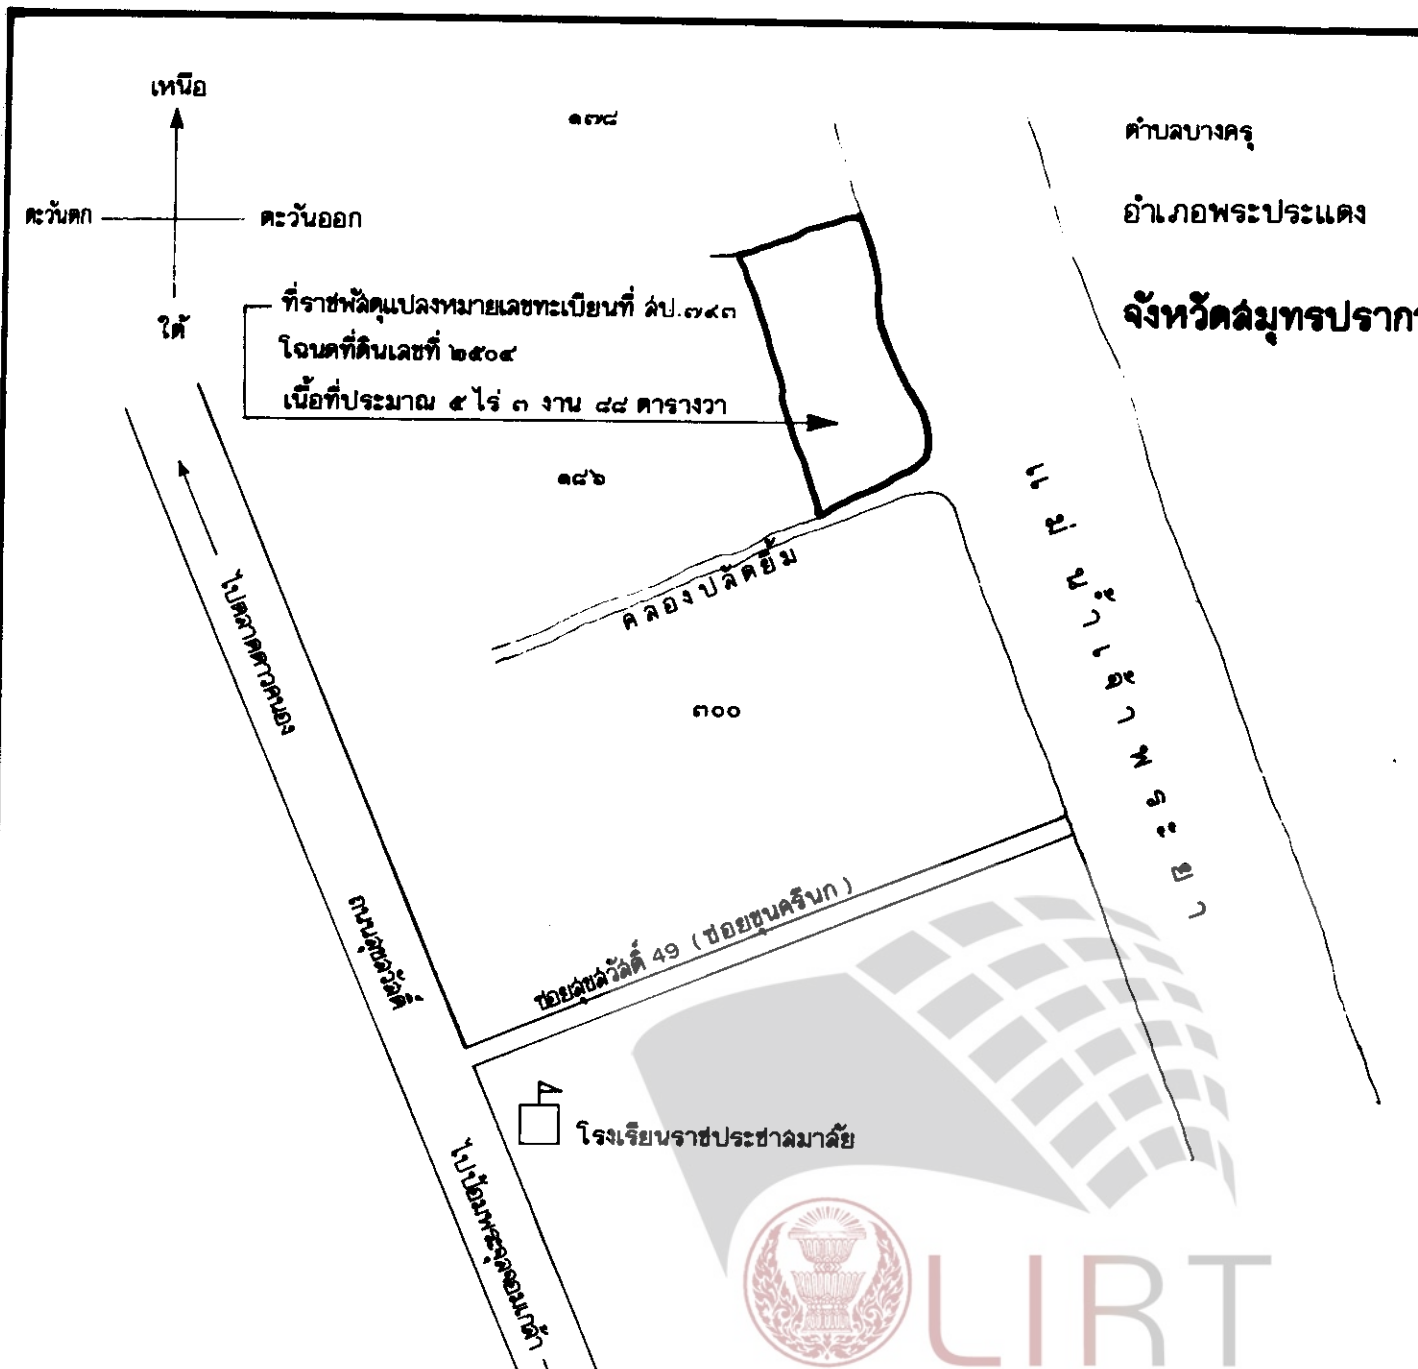 เหนือ
ตะวันตก
ตะวันออก
ใต้
๑๗๘
ตำบลบางครุ
อำเภอพระประแดง
จังหวัดสมุทรปราการ
ที่ราชพัสดุแปลงหมายเลขทะเบียนที่ สป.๗๙๓
โฉนดที่ดินเลขที่ ๒๕๐๙
เนื้อที่ประมาณ ๕ ไร่ ๓ งาน ๘๘ ตารางวา
๑๘๖
คลองปลัดยิ้ม
แม่น้ำเจ้าพระยา
ไปตลาดดาวคนอง
๓๐๐
ถนนสุขสวัสดิ์
ซอยสุขสวัสดิ์ 49 (ซอยขุนครีนก)
โรงเรียนราชประชาสมาสัย
ไปป้อมพระจุลจอมเกล้า
LIRT